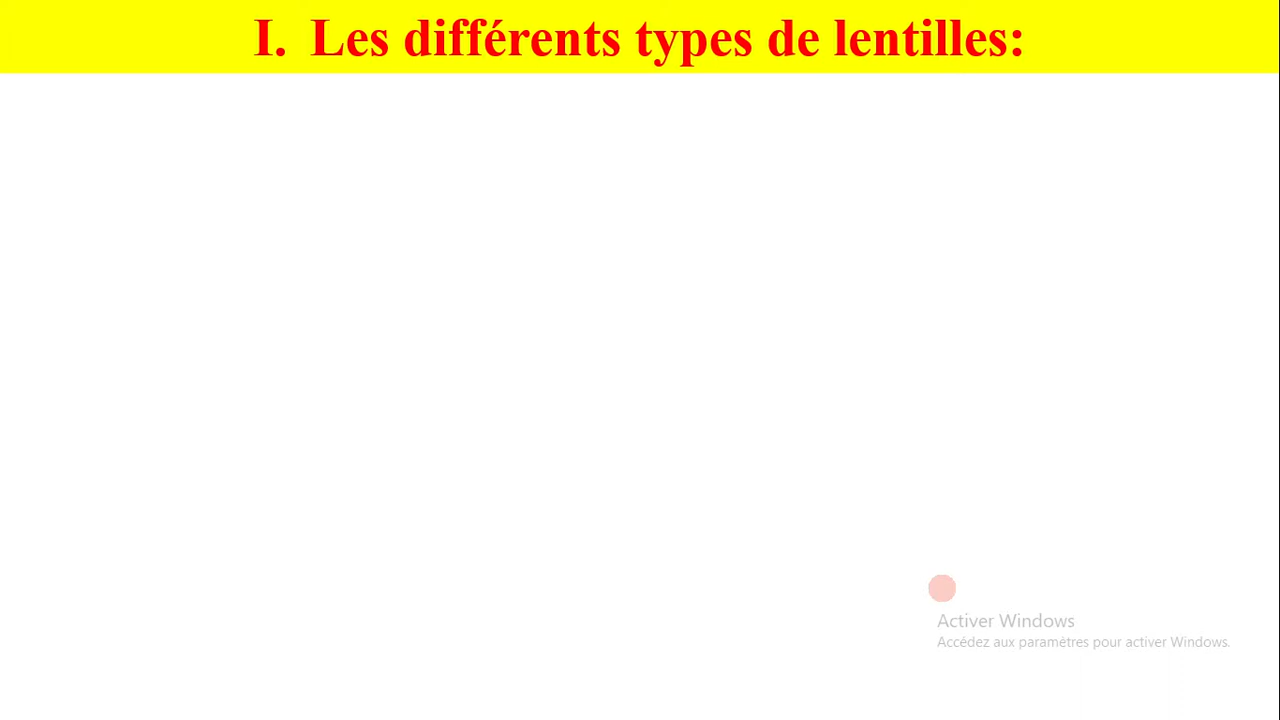 I. Les différents types de lentilles:
Activer Windows
Accédez aux paramètres pour activer Windows.